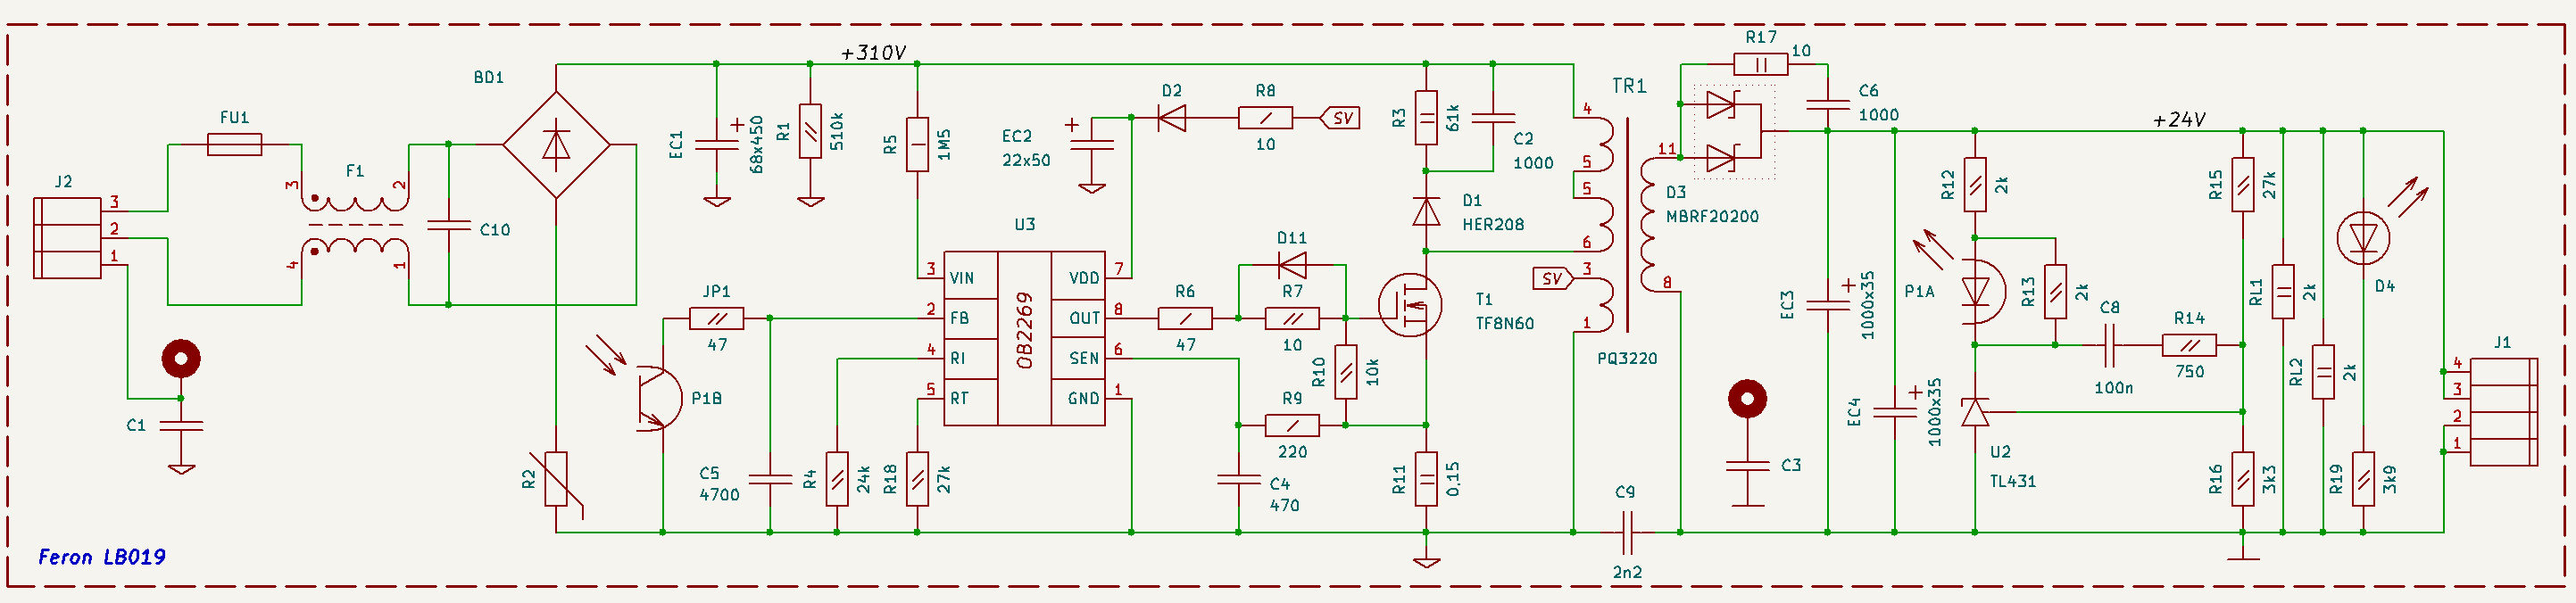 J2
3
2
1
FU1
F1
3
2
4
1
C10
C1
Feron LB019
BD1
R2
+310V
EC1
+
68x450
R1
510k
R5
1M5
JP1
47
P1B
C5
4700
R4
24k
R18
27k
U3
OB2269
3
VIN
2
FB
4
RI
5
RT
VDD
7
OUT
8
SEN
6
GND
1
EC2
22x50
+
D2
R8
10
SV
R6
47
D11
R7
10
R10
10k
R9
220
C4
470
R3
61k
C2
1000
D1
HER208
T1
TF8N60
R11
0,15
TR1
4
5
5
6
3
1
SV
11
8
PQ3220
C9
2n2
R17
10
C6
1000
D3
MBRF20200
C3
EC3
+
1000x35
EC4
+
1000x35
+24V
R12
2k
P1A
R13
2k
C8
100n
R14
750
U2
TL431
R15
27k
R16
3k3
RL1
2k
RL2
2k
D4
R19
3k9
J1
4
3
2
1